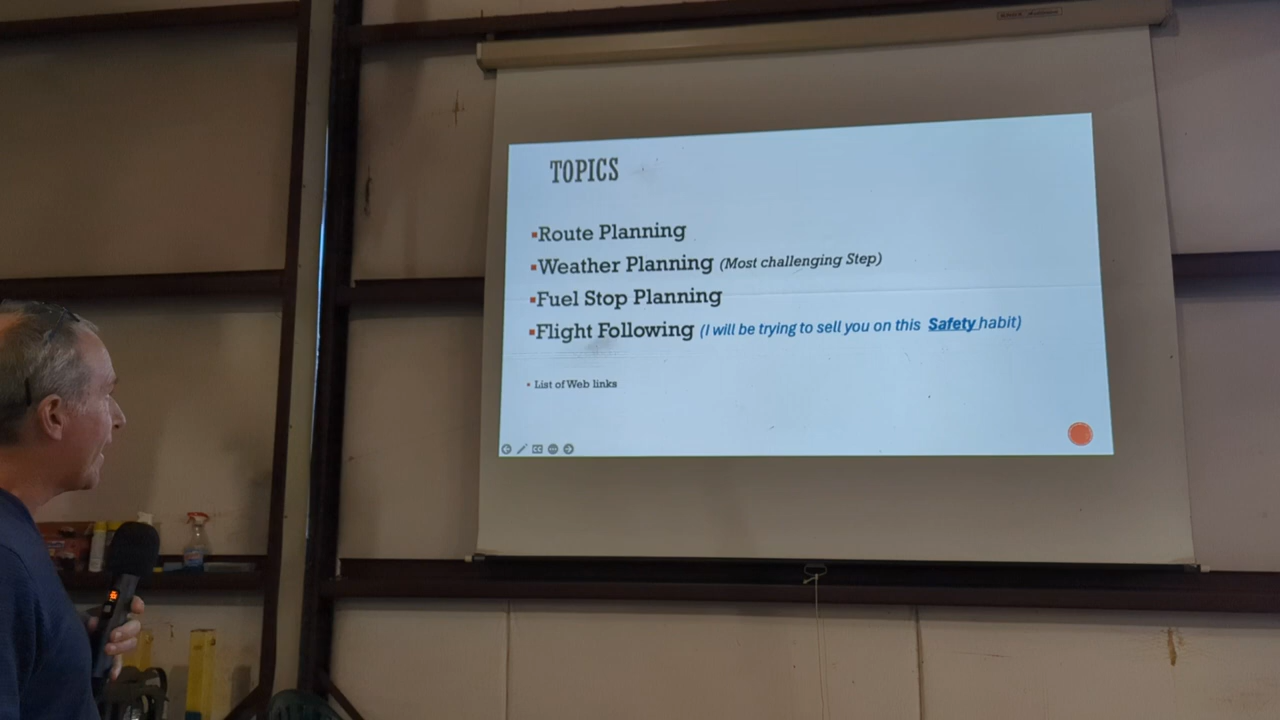 TOPICS
▪Route Planning
▪Weather Planning (Most challenging Step)
▪Fuel Stop Planning
▪Flight Following (I will be trying to sell you on this Safety habit)
▪ List of Web links